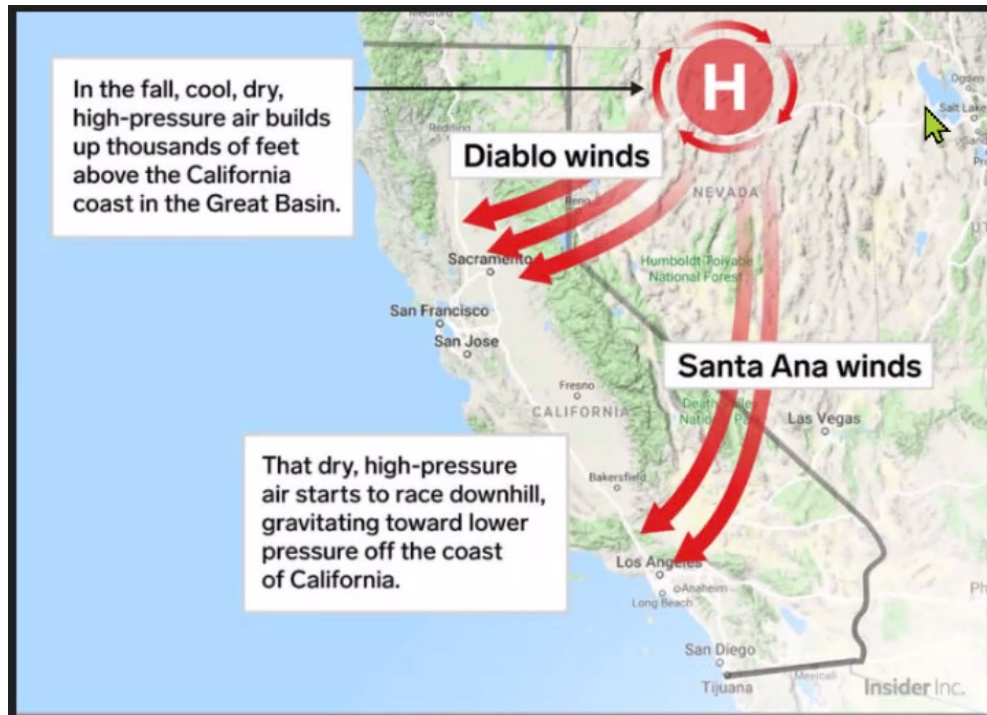 Medford
In the fall, cool, dry,
high-pressure air builds
up thousands of feet
above the California
coast in the Great Basin.
H
Ogden
Salt Lake
Redding
Diablo winds
NEVADA
Reno
UT
Sacramento
Humboldt Toiyabe
National Forest
San Francisco
San Jose
Santa Ana winds
Fresno
CALIFORNIA
Death Valley
Las Vegas
That dry, high-pressure
air starts to race downhill,
gravitating toward lower
pressure off the coast
of California.
Bakersfield
Los Angeles
Anaheim
Long Beach
Ph
San Diego
Tijuana
Mexicali
Insider Inc.